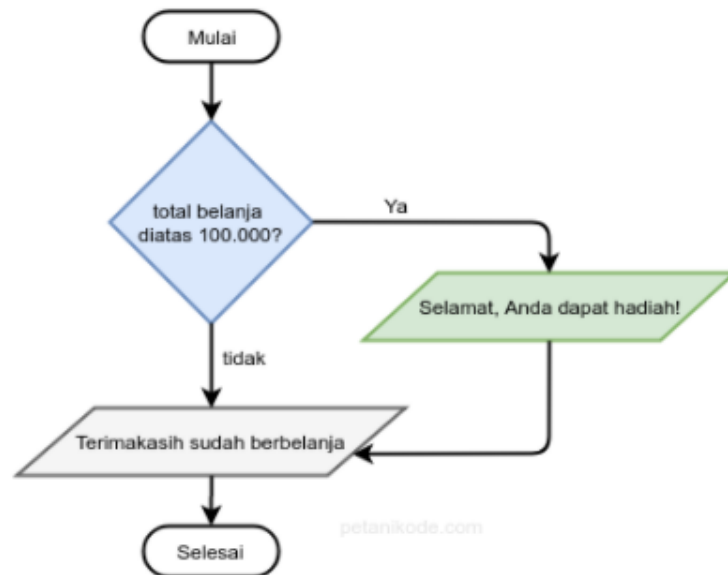 Mulai
total belanja
diatas 100.000?
Ya
Selamat, Anda dapat hadiah!
tidak
Terimakasih sudah berbelanja
petanikode.com
Selesai